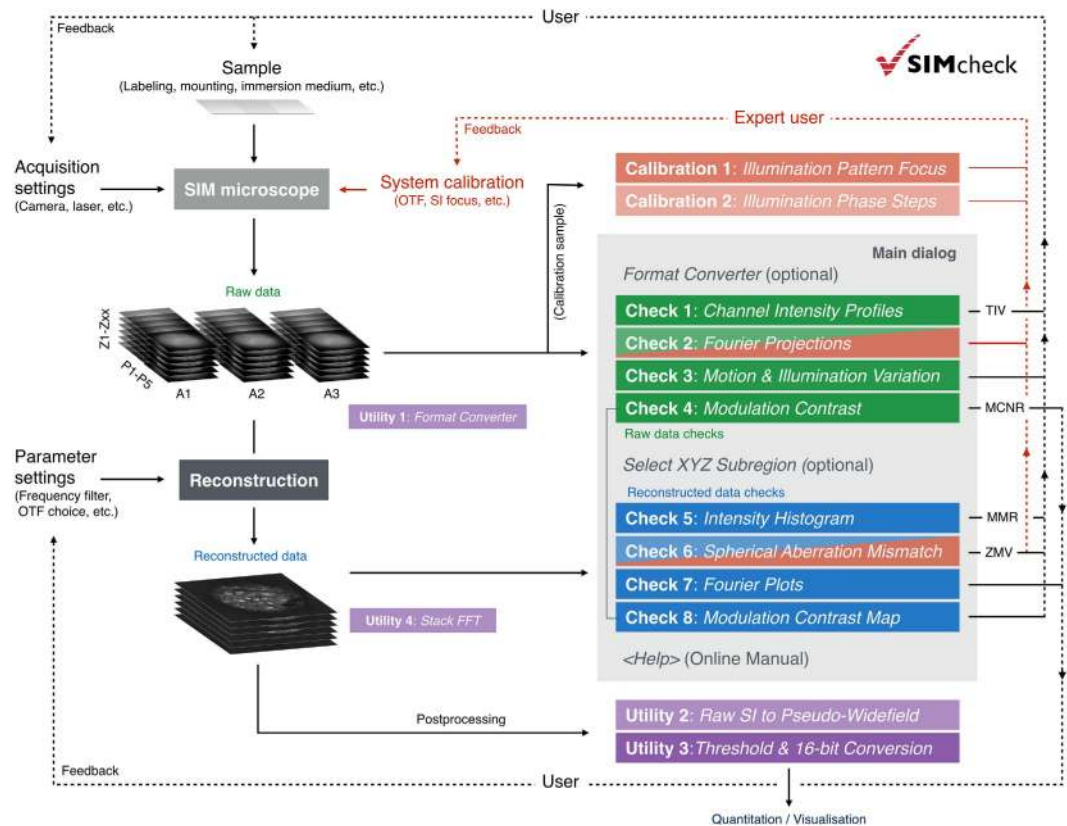 User
Feedback
Sample
(Labeling, mounting, immersion medium, etc.)
SIMcheck
Expert user
Feedback
Acquisition
settings
(Camera, laser, etc.)
SIM microscope
System calibration
(OTF, SI focus, etc.)
Calibration 1: Illumination Pattern Focus
Calibration 2: Illumination Phase Steps
(Calibration sample)
Main dialog
Format Converter (optional)
Raw data
Z1-Zxx
P1-P5
A1
A2
A3
Check 1: Channel Intensity Profiles
TIV
Check 2: Fourier Projections
Check 3: Motion & Illumination Variation
Check 4: Modulation Contrast
MCNR
Utility 1: Format Converter
Raw data checks
Parameter
settings
(Frequency filter,
OTF choice, etc.)
Reconstruction
Select XYZ Subregion (optional)
Reconstructed data checks
Check 5: Intensity Histogram
MMR
Reconstructed data
Check 6: Spherical Aberration Mismatch
ZMV
Check 7: Fourier Plots
Utility 4: Stack FFT
Check 8: Modulation Contrast Map
<Help> (Online Manual)
Postprocessing
Utility 2: Raw SI to Pseudo-Widefield
Utility 3:Threshold & 16-bit Conversion
Feedback
User
Quantitation / Visualisation